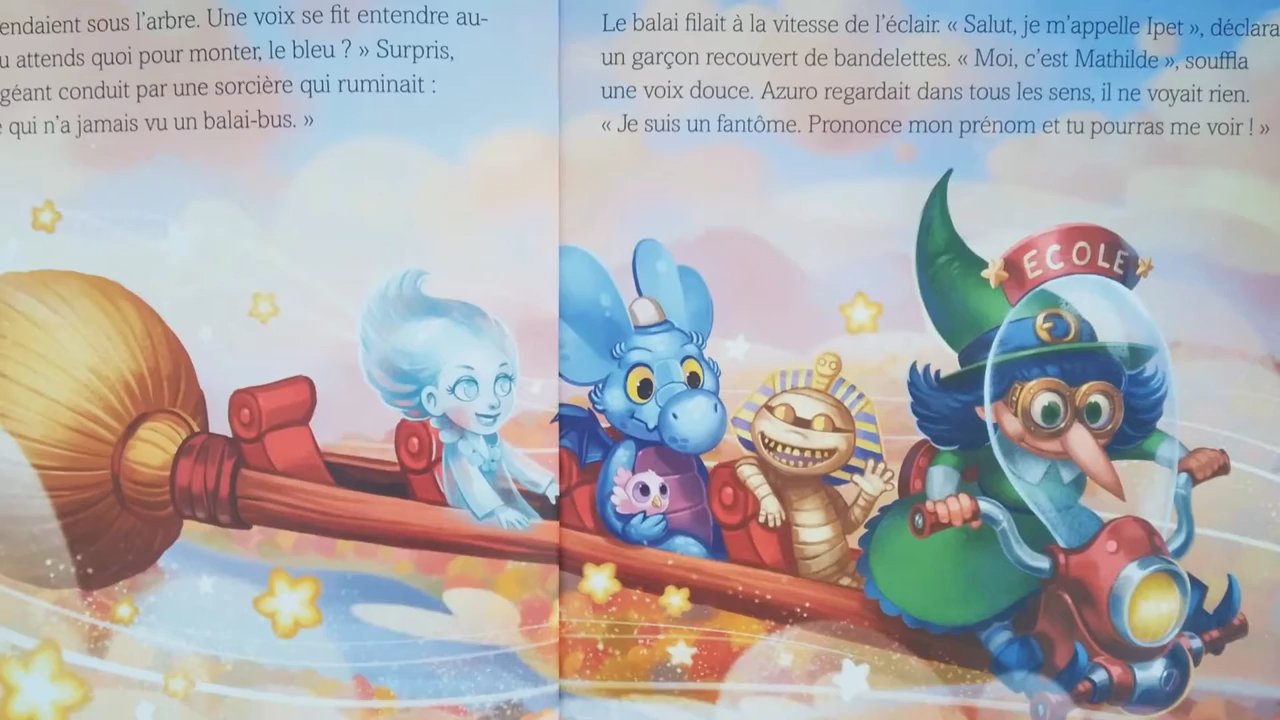 endaient sous l'arbre. Une voix se fit entendre au-
u attends quoi pour monter, le bleu ? » Surpris,
géant conduit par une sorcière qui ruminait :
qui n'a jamais vu un balai-bus. »
Le balai filait à la vitesse de l'éclair. « Salut, je m'appelle Ipet », déclara
un garçon recouvert de bandelettes. « Moi, c'est Mathilde », souffla
une voix douce. Azuro regardait dans tous les sens, il ne voyait rien.
« Je suis un fantôme. Prononce mon prénom et tu pourras me voir ! »
ECOLE